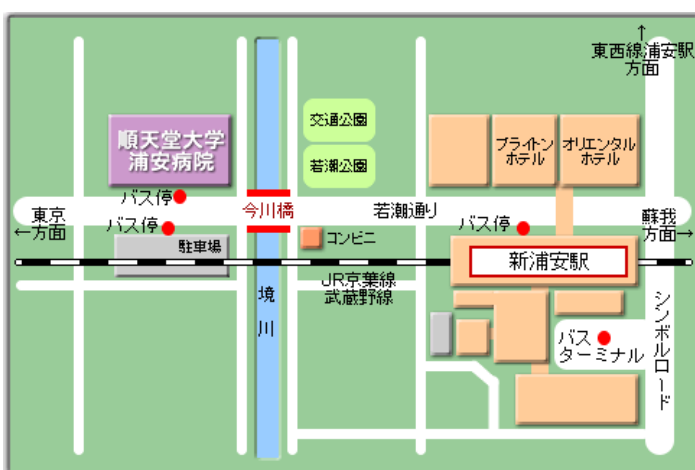 ↑
東西線浦安駅
方面
交通公園
順天堂大学
浦安病院
ブライトン
ホテル
オリエンタル
ホテル
若潮公園
バス停
東京
←方面
今川橋
若潮通り
蘇我
方面→
バス停
バス停
駐車場
コンビニ
新浦安駅
JR京葉線
武蔵野線
境川
シンボルロード
バス
ターミナル